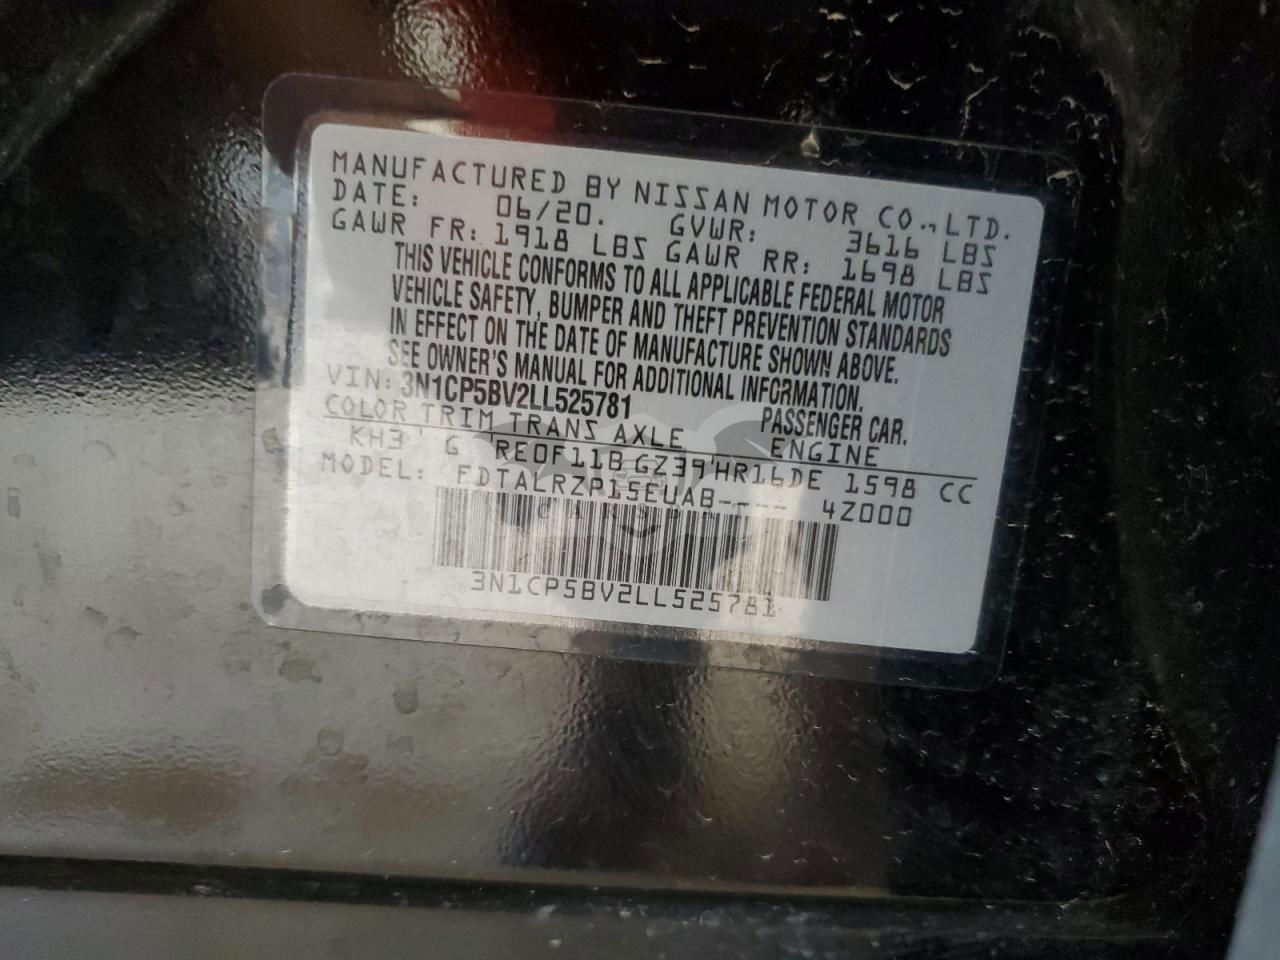 MANUFACTURED BY NISSAN MOTOR CO.,LTD.
DATE: 06/20. GVWR: 3616 LBS
GAWR FR: 1918 LBS GAWR RR: 1698 LBS
THIS VEHICLE CONFORMS TO ALL APPLICABLE FEDERAL MOTOR
VEHICLE SAFETY, BUMPER AND THEFT PREVENTION STANDARDS
IN EFFECT ON THE DATE OF MANUFACTURE SHOWN ABOVE.
SEE OWNER'S MANUAL FOR ADDITIONAL INFORMATION.
VIN: 3N1CP5BV2LL525781 PASSENGER CAR.
COLOR TRIM TRANS AXLE ENGINE
KH3 G RE0F11B GZ39 HR16DE 1598 CC
MODEL: FDTALRZP15EUA8---- 4Z000
3N1CP5BV2LL525781